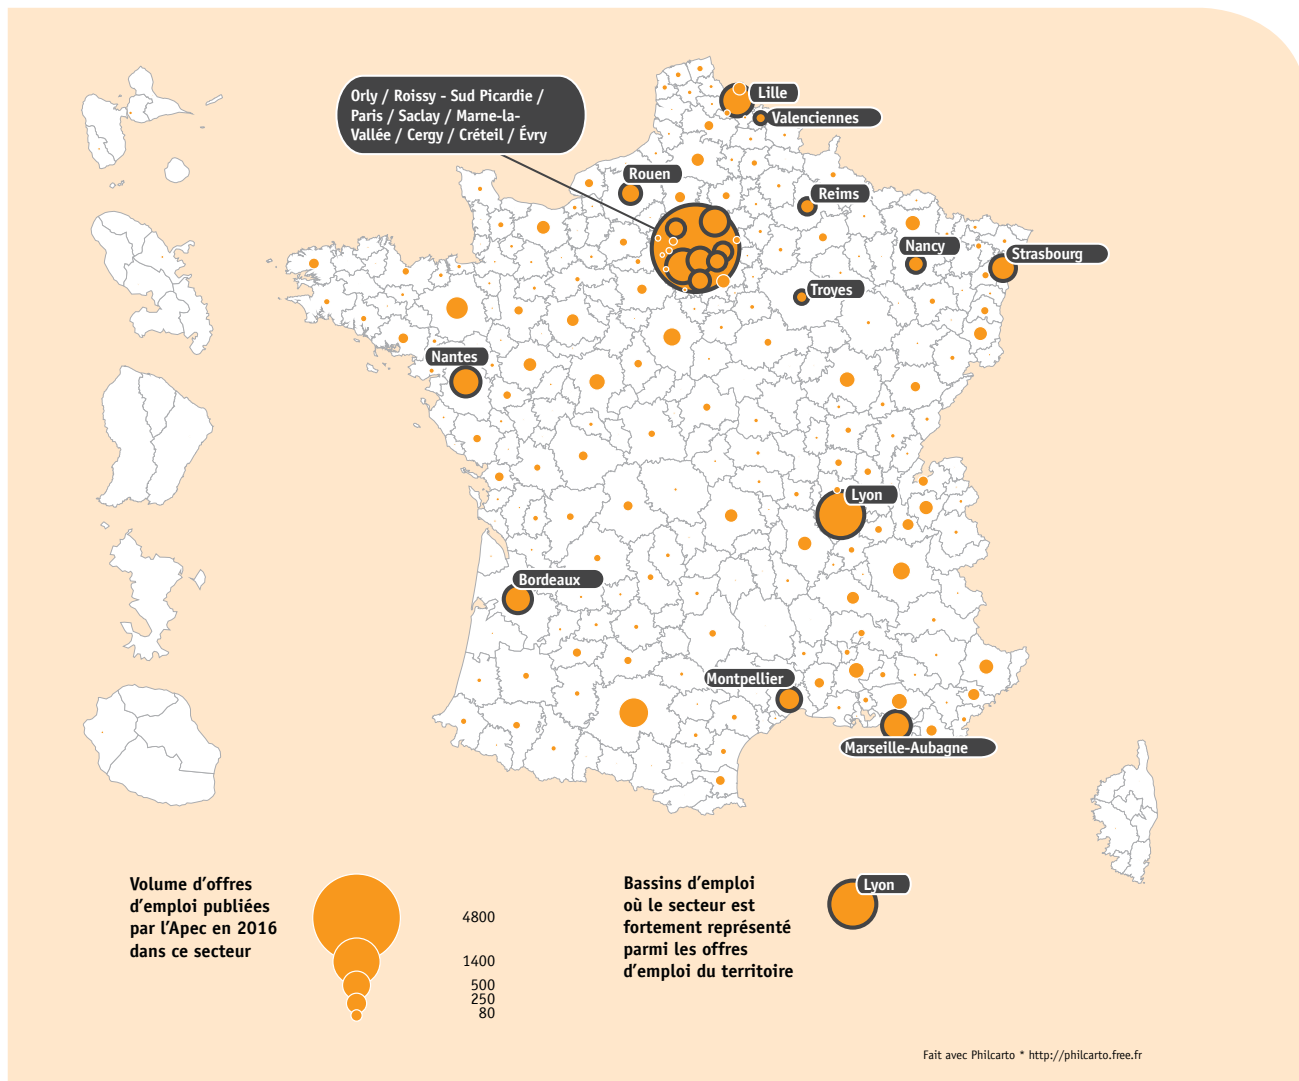 Orly / Roissy - Sud Picardie /
Paris / Saclay / Marne-la-
Vallée / Cergy / Créteil / Évry
Lille
Valenciennes
Rouen
Reims
Nancy
Strasbourg
Troyes
Nantes
Lyon
Bordeaux
Montpellier
Marseille-Aubagne
Volume d'offres
d'emploi publiées
par l'Apec en 2016
dans ce secteur
4800
1400
500
250
80
Bassins d'emploi
où le secteur est
fortement représenté
parmi les offres
d'emploi du territoire
Lyon
Fait avec Philcarto * http://philcarto.free.fr